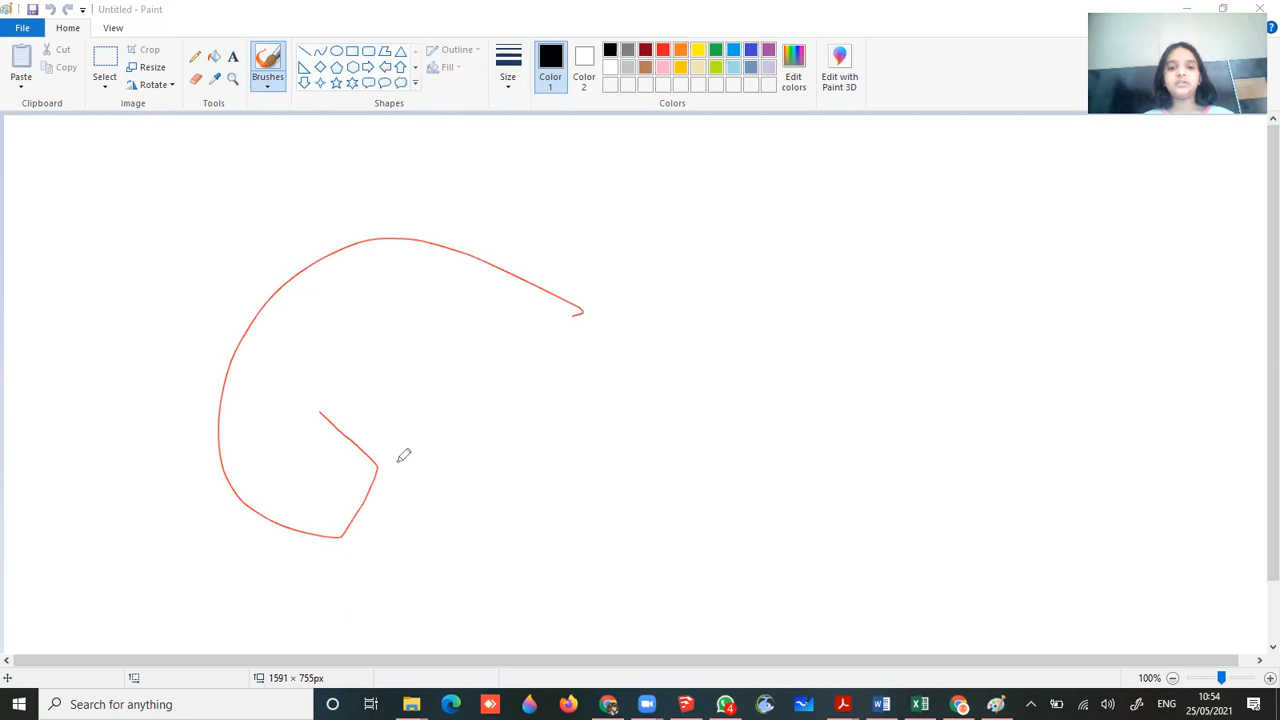 Untitled - Paint
File Home View
Paste
Cut
Copy
Clipboard
Select
Crop
Resize
Rotate
Image
A
Tools
Brushes
Outline
Fill
Shapes
Size
Color 1
Color 2
Edit colors
Edit with Paint 3D
Colors
?
1591 × 755px
100%
Search for anything
4
ENG
10:54
25/05/2021